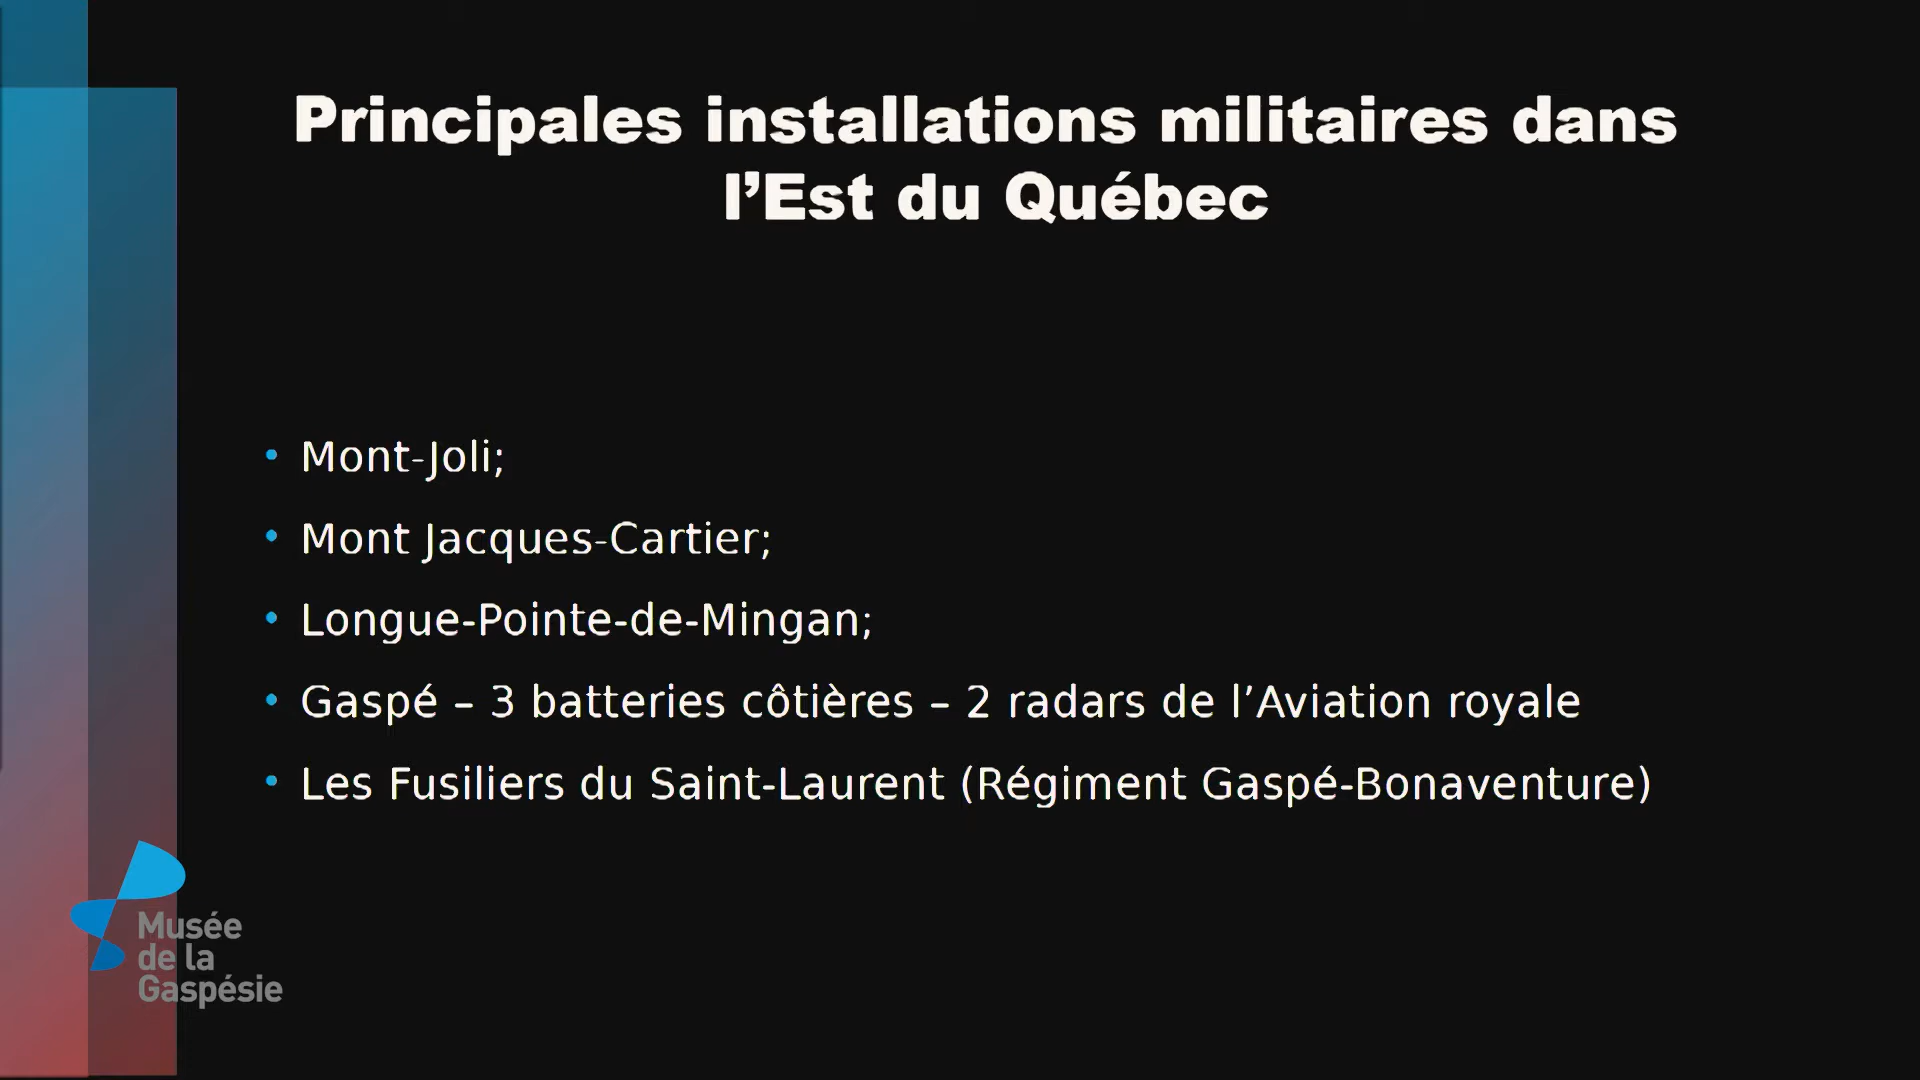 Principales installations militaires dans
l’Est du Québec
• Mont-Joli;
• Mont Jacques-Cartier;
• Longue-Pointe-de-Mingan;
• Gaspé – 3 batteries côtières – 2 radars de l’Aviation royale
• Les Fusiliers du Saint-Laurent (Régiment Gaspé-Bonaventure)
Musée
de la
Gaspésie